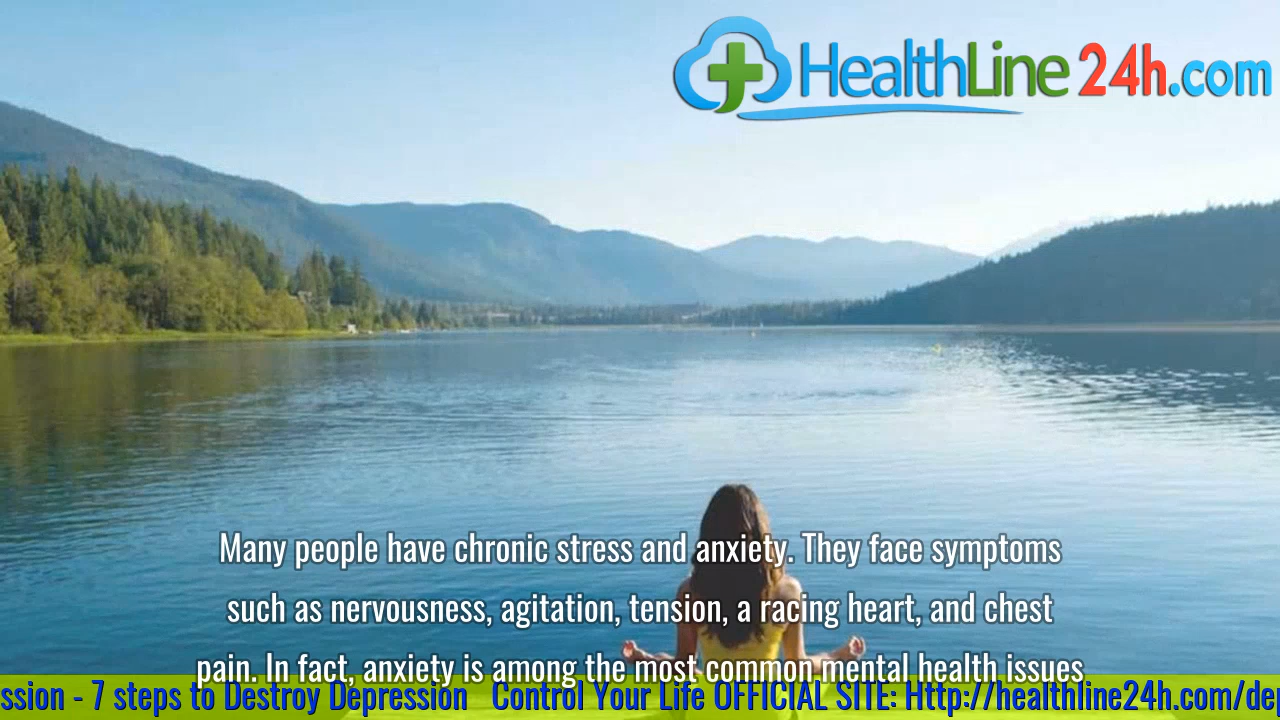 HealthLine 24h.com
Many people have chronic stress and anxiety. They face symptoms
such as nervousness, agitation, tension, a racing heart, and chest
pain. In fact, anxiety is among the most common mental health issues
ssion - 7 steps to Destroy Depression Control Your Life OFFICIAL SITE: Http://healthline24h.com/dep